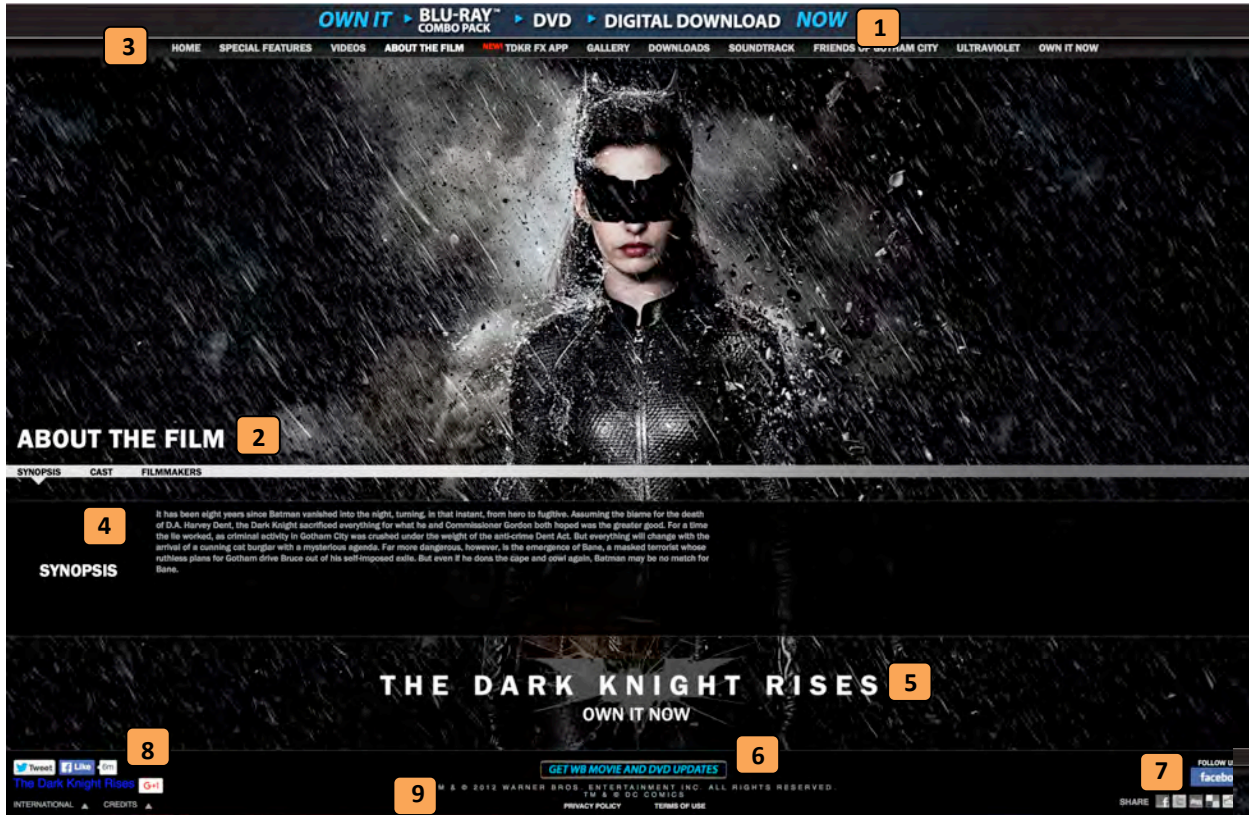 OWN IT BLU-RAY™ COMBO PACK DVD DIGITAL DOWNLOAD NOW
1
3
HOME SPECIAL FEATURES VIDEOS ABOUT THE FILM NEW! TDKR FX APP GALLERY DOWNLOADS SOUNDTRACK FRIENDS OF GOTHAM CITY ULTRAVIOLET OWN IT NOW
ABOUT THE FILM
2
SYNOPSIS CAST FILMMAKERS
4
SYNOPSIS
It has been eight years since Batman vanished into the night, turning, in that instant, from hero to fugitive. Assuming the blame for the death
of D.A. Harvey Dent, the Dark Knight sacrificed everything for what he and Commissioner Gordon both hoped was the greater good. For a time
the lie worked, as criminal activity in Gotham City was crushed under the weight of the anti-crime Dent Act. But everything will change with the
arrival of a cunning cat burglar with a mysterious agenda. Far more dangerous, however, is the emergence of Bane, a masked terrorist whose
ruthless plans for Gotham drive Bruce out of his self-imposed exile. But even if he dons the cape and cowl again, Batman may be no match for
Bane.
THE DARK KNIGHT RISES
5
OWN IT NOW
8
6
Tweet Like 6m
The Dark Knight Rises G+1
INTERNATIONAL CREDITS
GET WB MOVIE AND DVD UPDATES
9
M & © 2012 WARNER BROS. ENTERTAINMENT INC. ALL RIGHTS RESERVED.
TM & © DC COMICS
PRIVACY POLICY TERMS OF USE
7
FOLLOW U
facebo
SHARE